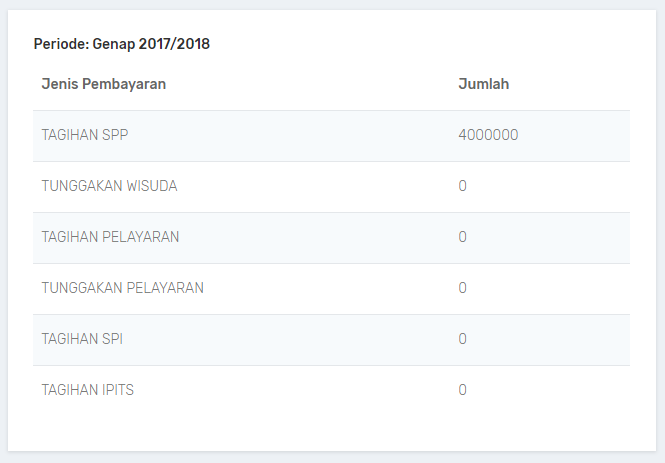 Periode: Genap 2017/2018
Jenis Pembayaran Jumlah
TAGIHAN SPP 4000000
TUNGGAKAN WISUDA 0
TAGIHAN PELAYARAN 0
TUNGGAKAN PELAYARAN 0
TAGIHAN SPI 0
TAGIHAN IPITS 0